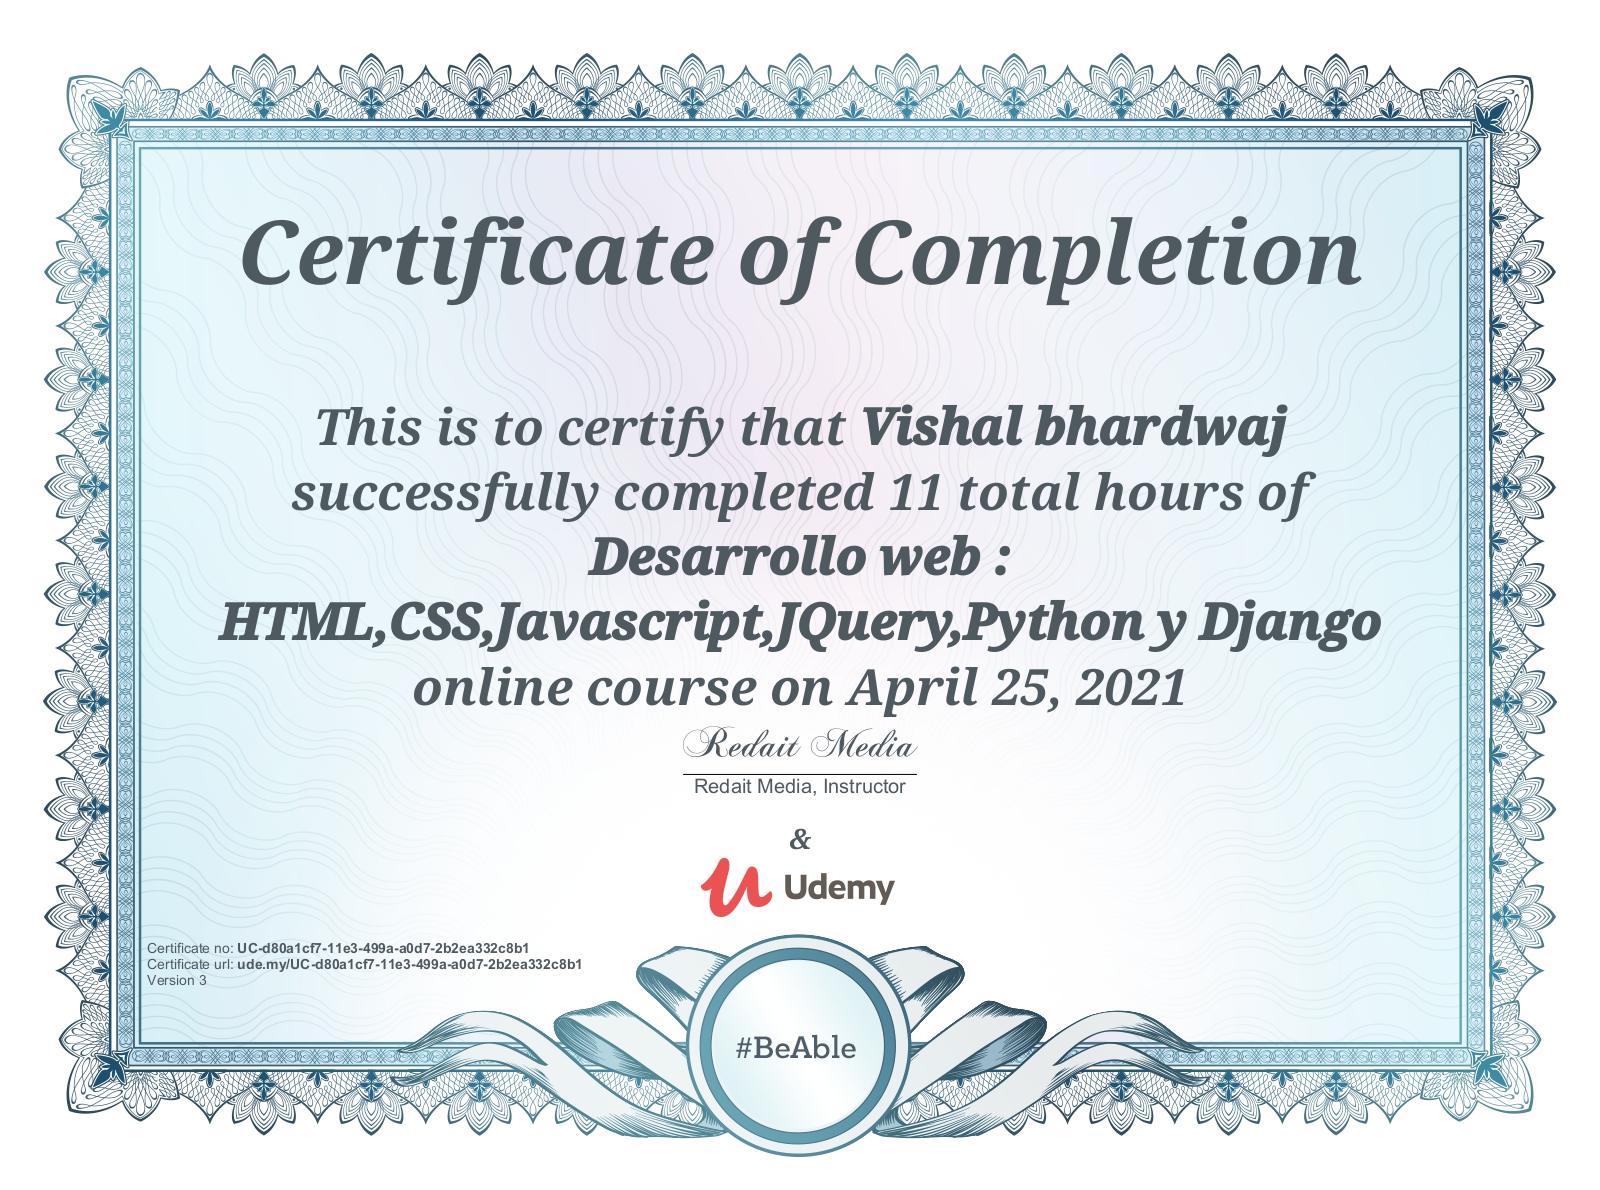 Certificate of Completion
This is to certify that Vishal bhardwaj
successfully completed 11 total hours of
Desarrollo web :
HTML,CSS,Javascript,JQuery,Python y Django
online course on April 25, 2021
Redait Media
Redait Media, Instructor
&
Udemy
Certificate no: UC-d80a1cf7-11e3-499a-a0d7-2b2ea332c8b1
Certificate url: ude.my/UC-d80a1cf7-11e3-499a-a0d7-2b2ea332c8b1
Version 3
#BeAble